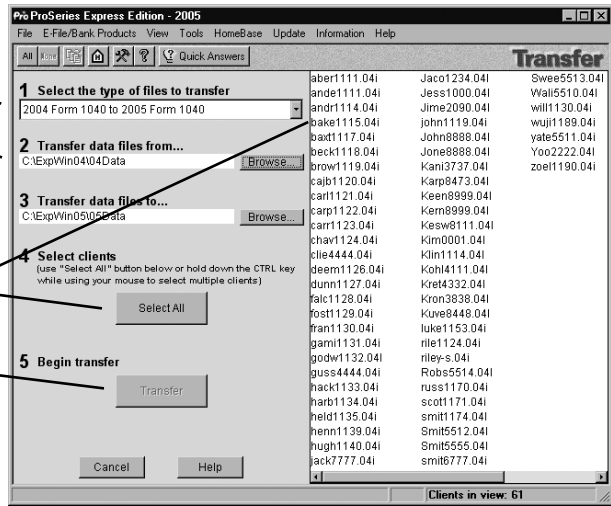 Pro ProSeries Express Edition - 2005
File E-File/Bank Products View Tools HomeBase Update Information Help
All None Quick Answers
Transfer
1 Select the type of files to transfer
2004 Form 1040 to 2005 Form 1040
2 Transfer data files from...
C:\ExpWin04\04Data Browse...
3 Transfer data files to...
C:\ExpWin05\05Data Browse...
4 Select clients
(use "Select All" button below or hold down the CTRL key
while using your mouse to select multiple clients)
Select All
5 Begin transfer
Transfer
Cancel Help
aber1111.04i
ande1111.04i
andr1114.04i
bake1115.04i
baxt1117.04i
beck1118.04i
brow1119.04i
cajb1120.04i
carl1121.04i
carp1122.04i
carr1123.04i
chav1124.04i
clie4444.04i
deem1126.04i
dunn1127.04i
falc1128.04i
fost1129.04i
fran1130.04i
gami1131.04i
godw1132.04I
guss4444.04i
hack1133.04i
harb1134.04i
held1135.04i
henn1139.04i
hugh1140.04i
jack7777.04i
Jaco1234.04I
Jess1000.04I
Jime2090.04I
john1119.04i
John8888.04I
Jone8888.04I
Kani3737.04I
Karp8473.04I
Keen8999.04I
Kern8999.04I
Kesw8111.04I
Kim0001.04I
Klin1114.04I
Kohl4111.04I
Kret4332.04I
Kron3838.04I
Kuve8448.04I
luke1153.04i
rile1124.04i
riley-s.04i
Robs5514.04I
russ1170.04i
scot1171.04i
smit1174.04I
Smit5512.04I
Smit5555.04I
smit6777.04i
Swee5513.04I
Wali5510.04I
will1130.04i
wuji1189.04i
yate5511.04i
Yoo2222.04I
zoel1190.04i
Clients in view: 61